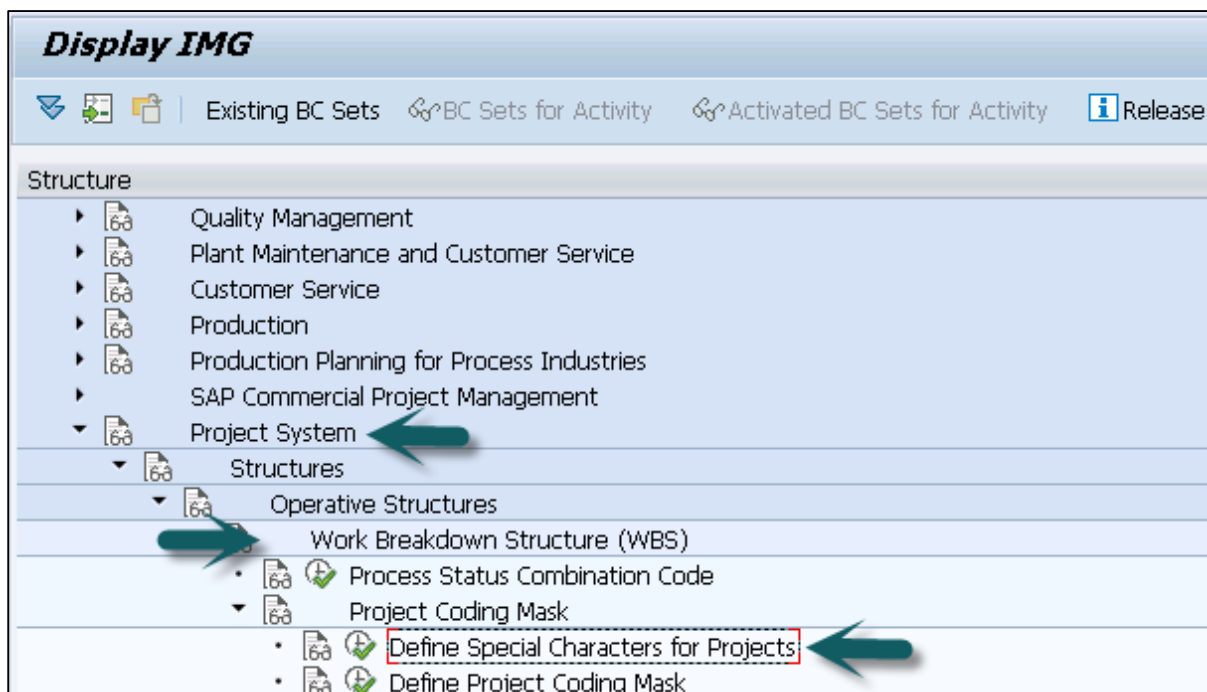 Display IMG
Existing BC Sets BC Sets for Activity Activated BC Sets for Activity Release
Structure
Quality Management
Plant Maintenance and Customer Service
Customer Service
Production
Production Planning for Process Industries
SAP Commercial Project Management
Project System
Structures
Operative Structures
Work Breakdown Structure (WBS)
Process Status Combination Code
Project Coding Mask
Define Special Characters for Projects
Define Project Coding Mask